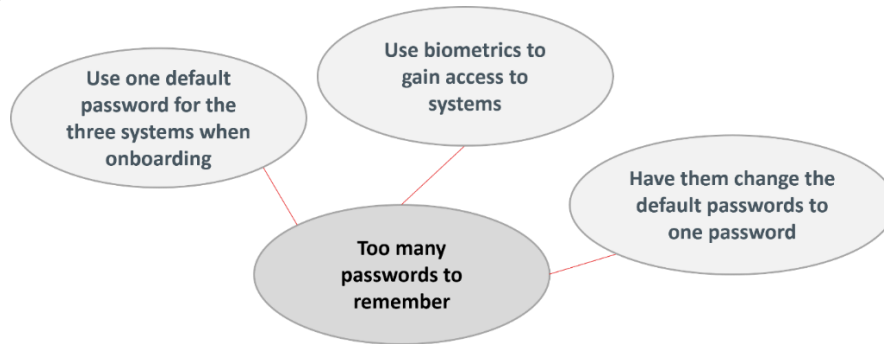 Use one default
password for the
three systems when
onboarding
Use biometrics to
gain access to
systems
Have them change the
default passwords to
one password
Too many
passwords to
remember